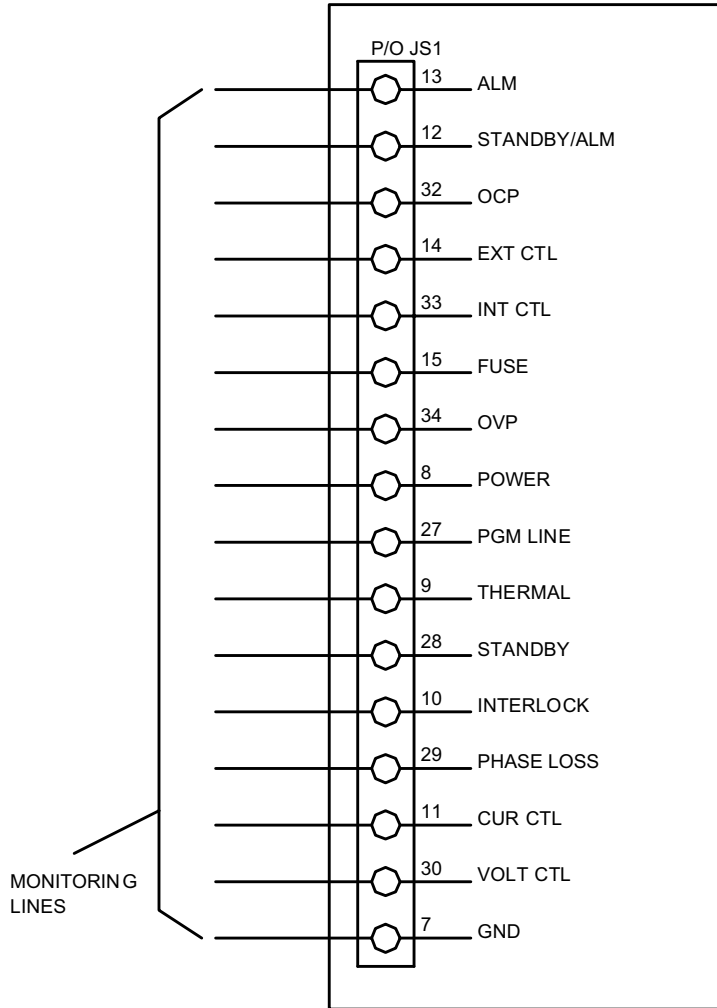 P/O JS1
13 ALM
12 STANDBY/ALM
32 OCP
14 EXT CTL
33 INT CTL
15 FUSE
34 OVP
8 POWER
27 PGM LINE
9 THERMAL
28 STANDBY
10 INTERLOCK
29 PHASE LOSS
11 CUR CTL
30 VOLT CTL
7 GND
MONITORING
LINES